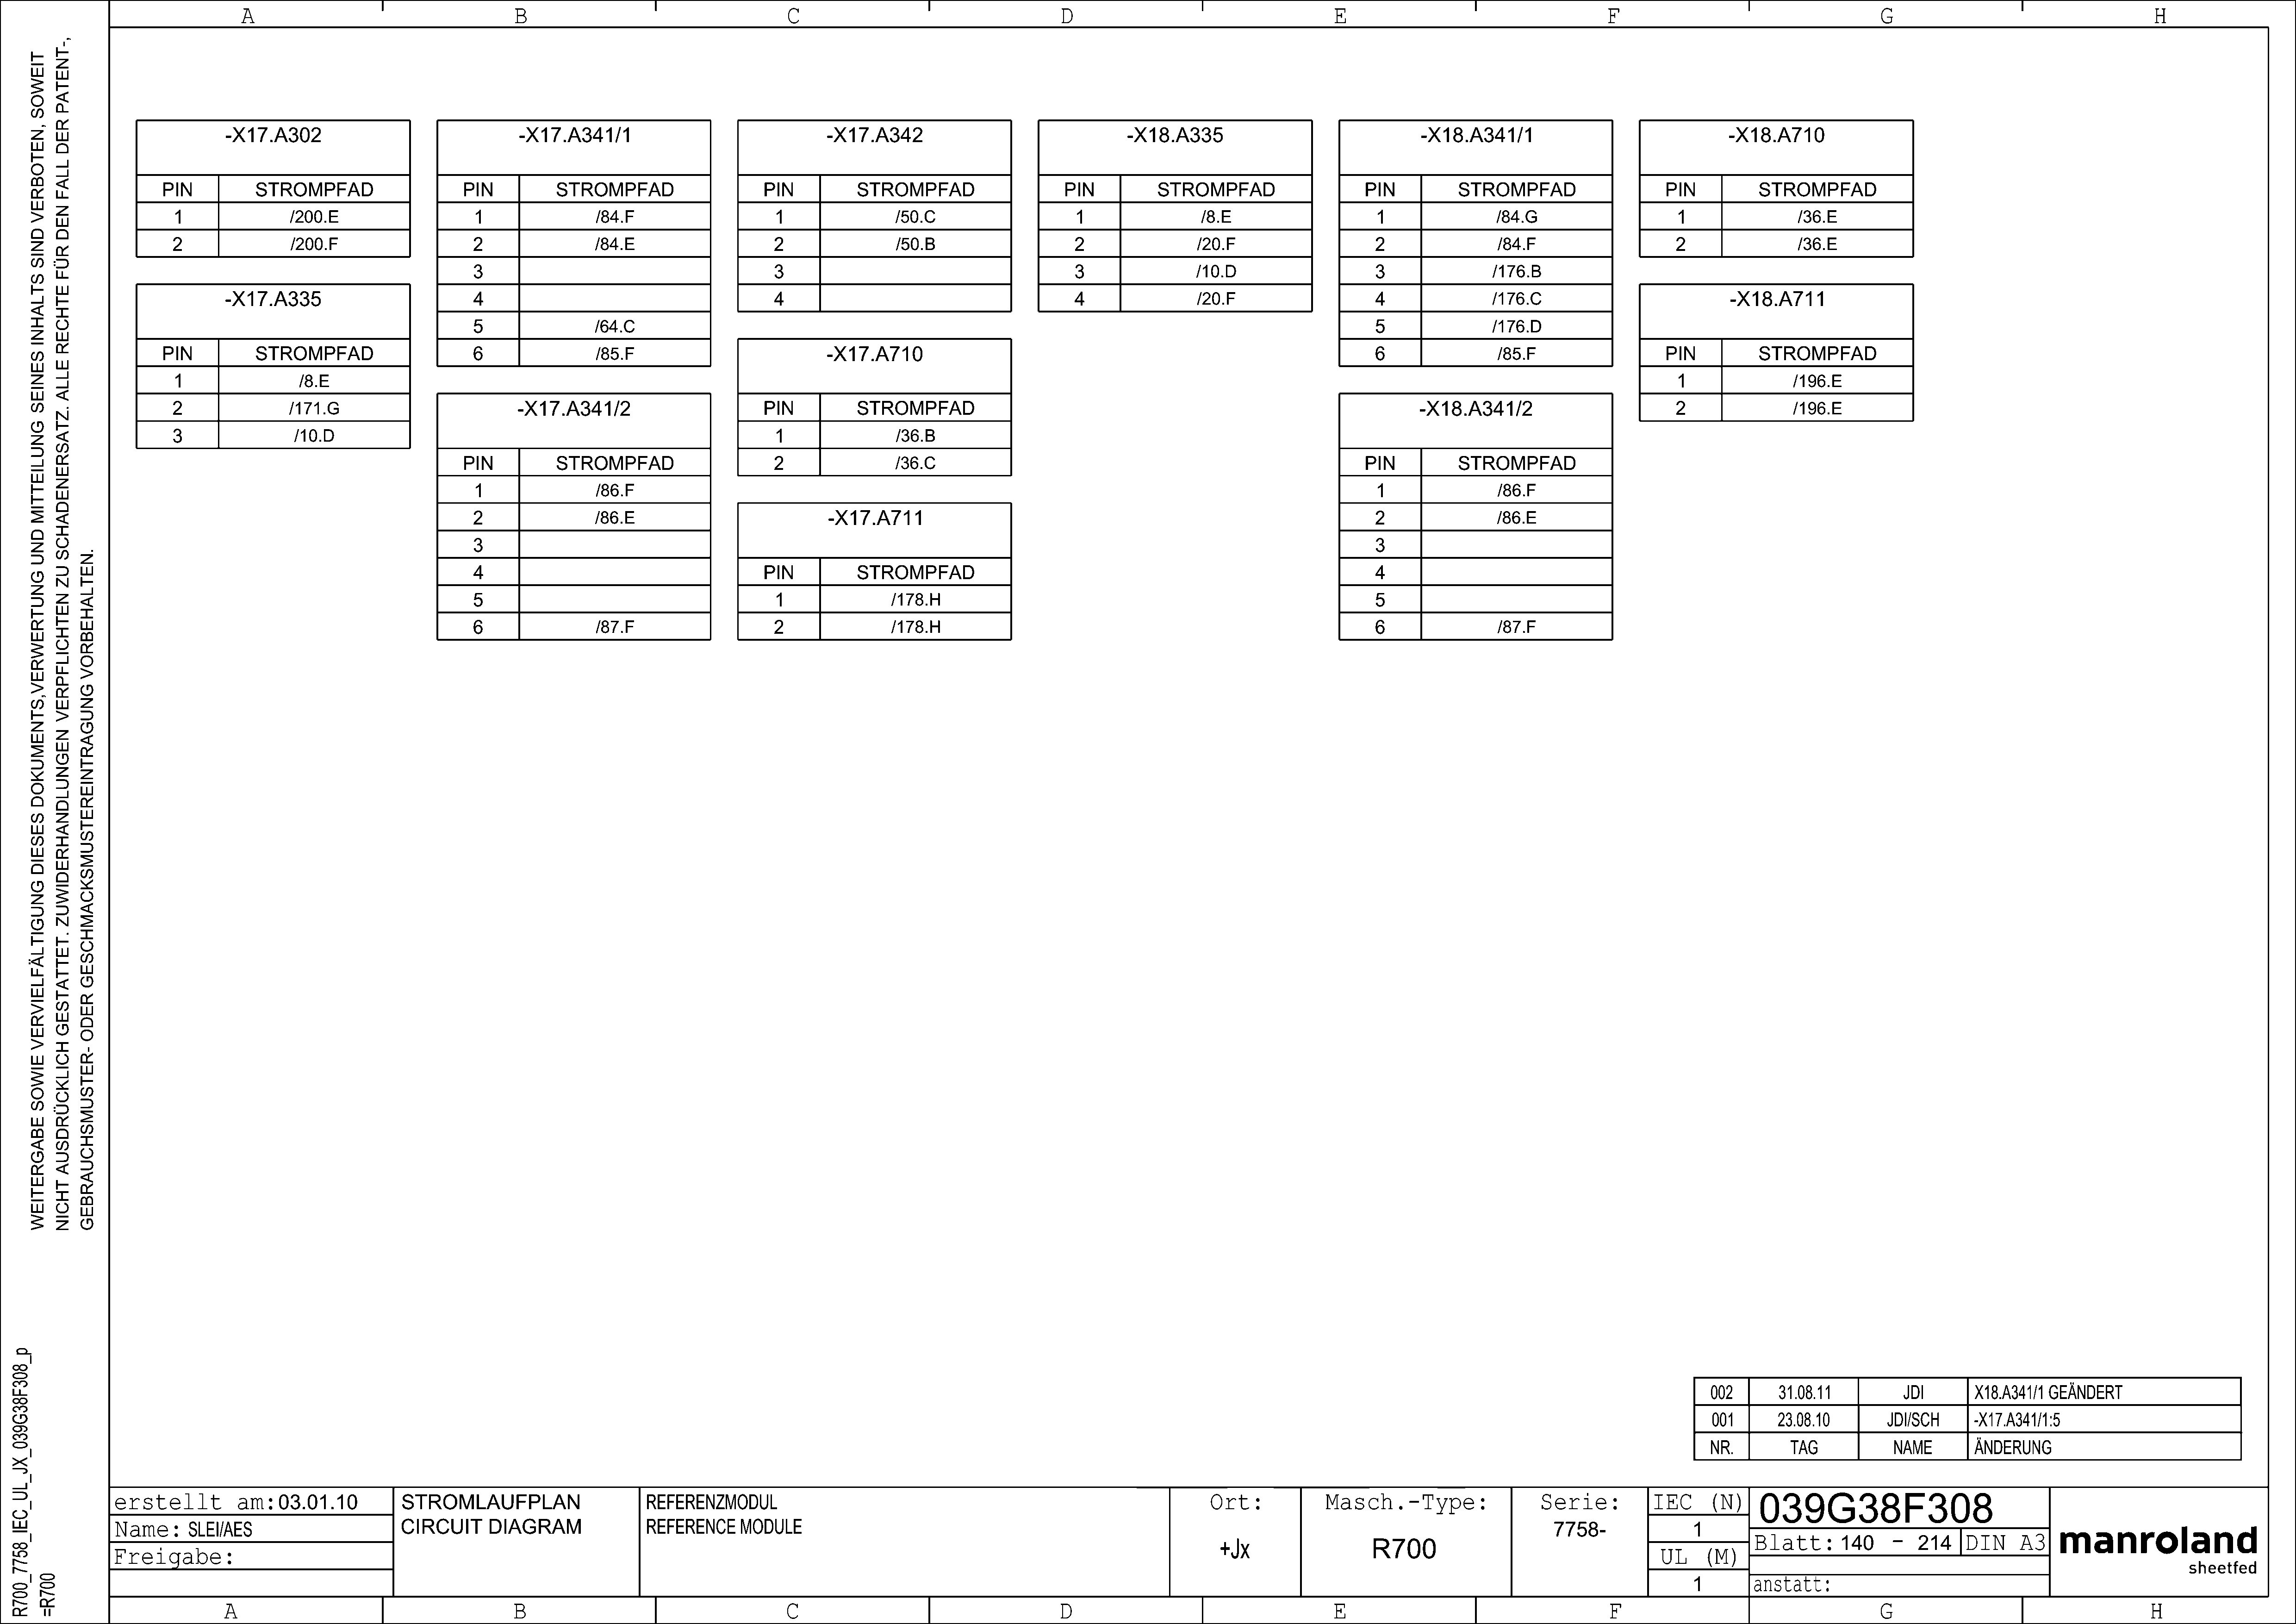 A B C D E F G H
WEITERGABE SOWIE VERVIELFÄLTIGUNG DIESES DOKUMENTS,VERWERTUNG UND MITTEILUNG SEINES INHALTS SIND VERBOTEN, SOWEIT
NICHT AUSDRÜCKLICH GESTATTET. ZUWIDERHANDLUNGEN VERPFLICHTEN ZU SCHADENERSATZ. ALLE RECHTE FÜR DEN FALL DER PATENT-,
GEBRAUCHSMUSTER- ODER GESCHMACKSMUSTEREINTRAGUNG VORBEHALTEN.
R700_7758_IEC_UL_JX_039G38F308_p
=R700
-X17.A302
PIN STROMPFAD
1 /200.E
2 /200.F
-X17.A335
PIN STROMPFAD
1 /8.E
2 /171.G
3 /10.D
-X17.A341/1
PIN STROMPFAD
1 /84.F
2 /84.E
3
4
5 /64.C
6 /85.F
-X17.A341/2
PIN STROMPFAD
1 /86.F
2 /86.E
3
4
5
6 /87.F
-X17.A342
PIN STROMPFAD
1 /50.C
2 /50.B
3
4
-X17.A710
PIN STROMPFAD
1 /36.B
2 /36.C
-X17.A711
PIN STROMPFAD
1 /178.H
2 /178.H
-X18.A335
PIN STROMPFAD
1 /8.E
2 /20.F
3 /10.D
4 /20.F
-X18.A341/1
PIN STROMPFAD
1 /84.G
2 /84.F
3 /176.B
4 /176.C
5 /176.D
6 /85.F
-X18.A341/2
PIN STROMPFAD
1 /86.F
2 /86.E
3
4
5
6 /87.F
-X18.A710
PIN STROMPFAD
1 /36.E
2 /36.E
-X18.A711
PIN STROMPFAD
1 /196.E
2 /196.E
002 31.08.11 JDI X18.A341/1 GEÄNDERT
001 23.08.10 JDI/SCH -X17.A341/1:5
NR. TAG NAME ÄNDERUNG
erstellt am: 03.01.10
Name: SLEI/AES
Freigabe:
STROMLAUFPLAN
CIRCUIT DIAGRAM
REFERENZMODUL
REFERENCE MODULE
Ort:
+Jx
Masch.-Type:
R700
Serie:
7758-
IEC (N)
1
UL (M)
1
039G38F308
Blatt: 140 - 214 DIN A3
anstatt:
manroland
sheetfed
A B C D E F G H